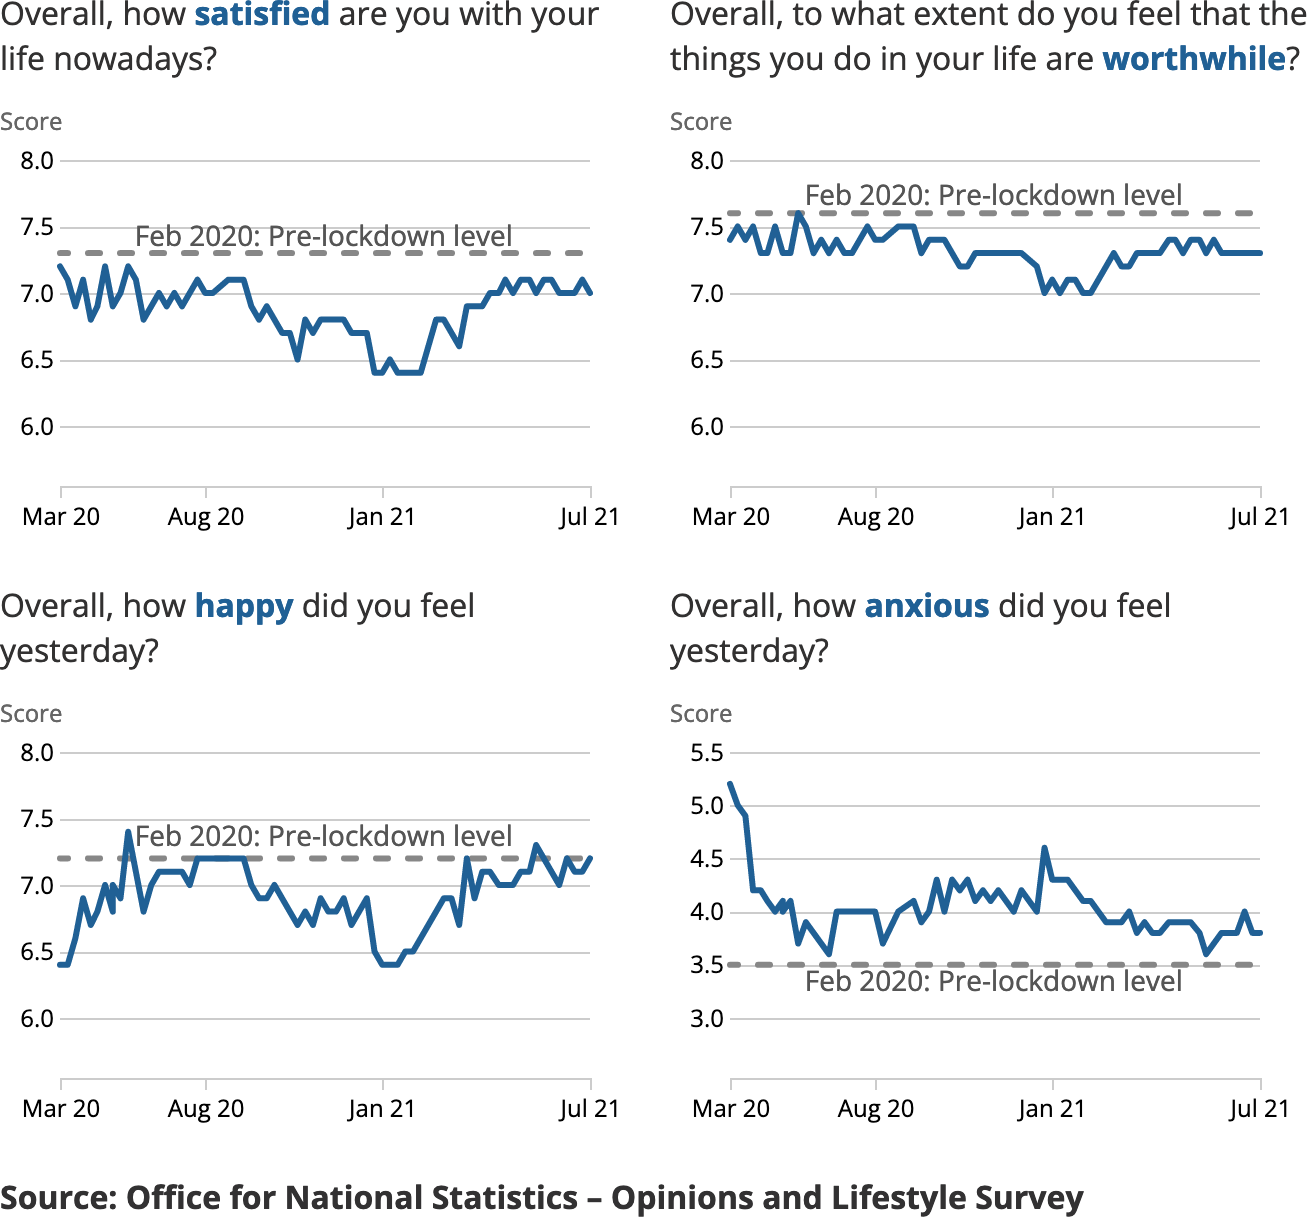 Overall, how satisfied are you with your
life nowadays?
Score
8.0
7.5
Feb 2020: Pre-lockdown level
7.0
6.5
6.0
Mar 20
Aug 20
Jan 21
Jul 21
Overall, to what extent do you feel that the
things you do in your life are worthwhile?
Score
8.0
Feb 2020: Pre-lockdown level
7.5
7.0
6.5
6.0
Mar 20
Aug 20
Jan 21
Jul 21
Overall, how happy did you feel
yesterday?
Score
8.0
7.5
Feb 2020: Pre-lockdown level
7.0
6.5
6.0
Mar 20
Aug 20
Jan 21
Jul 21
Overall, how anxious did you feel
yesterday?
Score
5.5
5.0
4.5
4.0
3.5
Feb 2020: Pre-lockdown level
3.0
Mar 20
Aug 20
Jan 21
Jul 21
Source: Office for National Statistics – Opinions and Lifestyle Survey